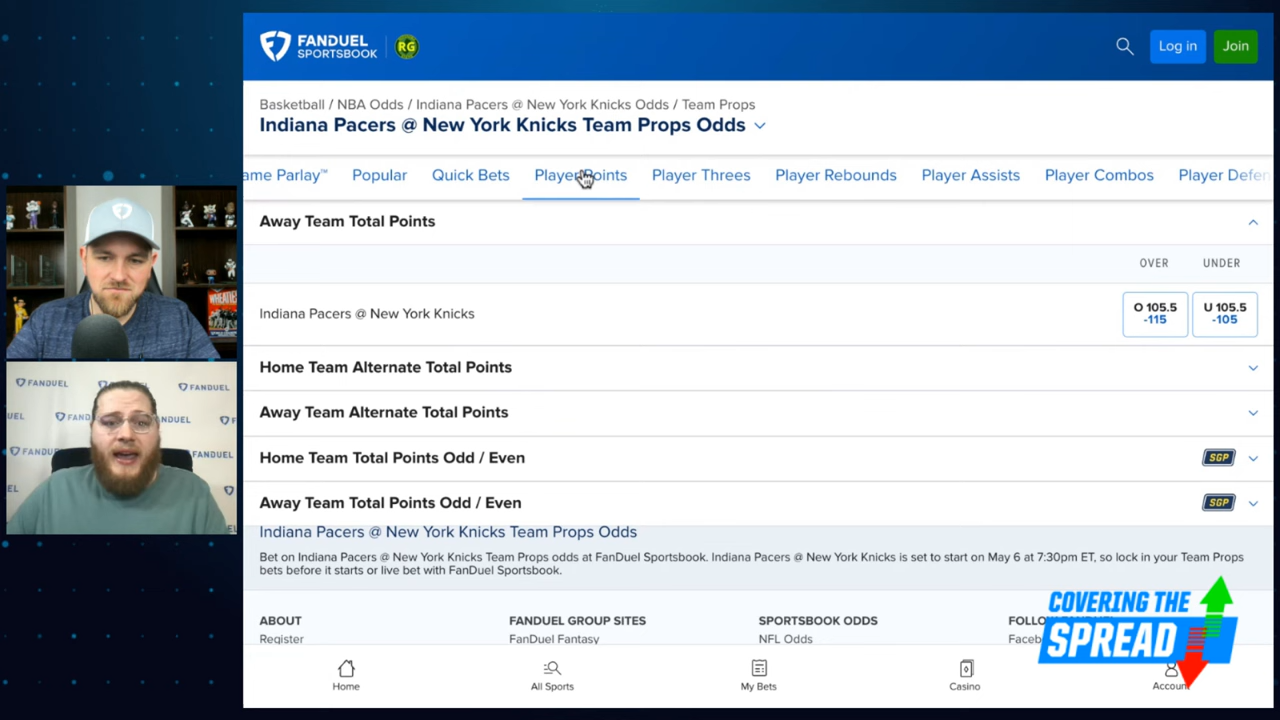 FANDUEL
SPORTSBOOK
RG
Log in
Join
Basketball / NBA Odds / Indiana Pacers @ New York Knicks Odds / Team Props
Indiana Pacers @ New York Knicks Team Props Odds
ame Parlay™ Popular Quick Bets Player Points Player Threes Player Rebounds Player Assists Player Combos Player Defen
Away Team Total Points
OVER UNDER
Indiana Pacers @ New York Knicks
O 105.5 U 105.5
-115 -105
Home Team Alternate Total Points
Away Team Alternate Total Points
Home Team Total Points Odd / Even SGP
Away Team Total Points Odd / Even SGP
Indiana Pacers @ New York Knicks Team Props Odds
Bet on Indiana Pacers @ New York Knicks Team Props odds at FanDuel Sportsbook. Indiana Pacers @ New York Knicks is set to start on May 6 at 7:30pm ET, so lock in your Team Props
bets before it starts or live bet with FanDuel Sportsbook.
ABOUT FANDUEL GROUP SITES SPORTSBOOK ODDS
Register FanDuel Fantasy NFL Odds
Home All Sports My Bets Casino Account
COVERING THE
SPREAD
WHEATIES
FANDUEL
FANDUEL
FANDUEL
FANDUEL